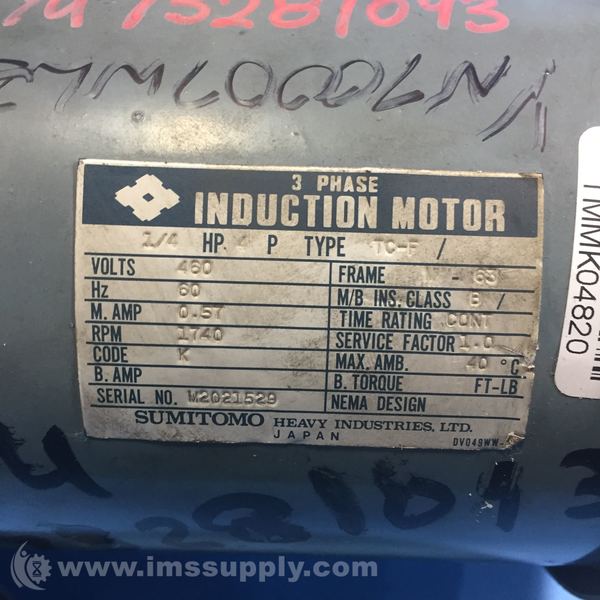 75281043
3 PHASE
INDUCTION MOTOR
1/4 HP. 4 P TYPE TC-F /
VOLTS 460
Hz 60
M. AMP 0.57
RPM 1740
CODE K
B. AMP
SERIAL NO. M2021529
FRAME - 63
M/B INS. CLASS B /
TIME RATING CONT
SERVICE FACTOR 1.0
MAX. AMB. 40 °C
B. TORQUE FT-LB
NEMA DESIGN
SUMITOMO HEAVY INDUSTRIES, LTD.
JAPAN
DV049WW-
TMMK04820
www.imssupply.com